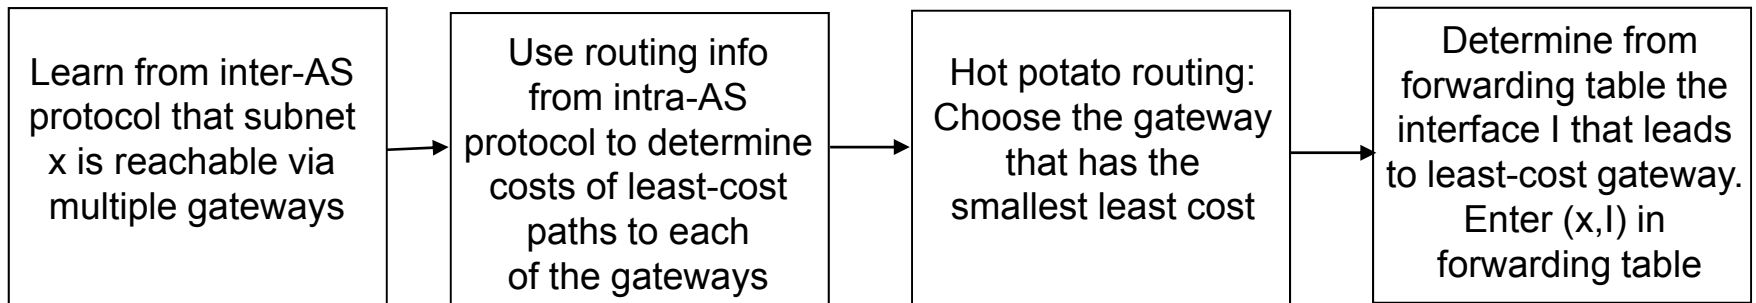 Learn from inter-AS
protocol that subnet
x is reachable via
multiple gateways
Use routing info
from intra-AS
protocol to determine
costs of least-cost
paths to each
of the gateways
Hot potato routing:
Choose the gateway
that has the
smallest least cost
Determine from
forwarding table the
interface I that leads
to least-cost gateway.
Enter (x,I) in
forwarding table